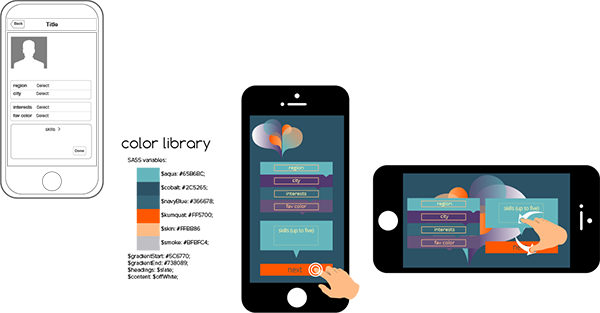 Back Title
region Select
city Select
interests Select
fav color Select
skills >
Done
color library
SASS variables:
$aqua: #65B6BC;
$cobalt: #2C5265;
$navyBlue: #366678;
$kumquat: #FF5700;
$skin: #FFBB86
$smoke: #BFBFC4;
$gradientStart: #5C6770;
$gradientEnd: #738089;
$headings: $slate;
$content: $offWhite;
region
city
interests
fav color
skills (up to five)
next
region
city
interests
fav color
skills (up to five)